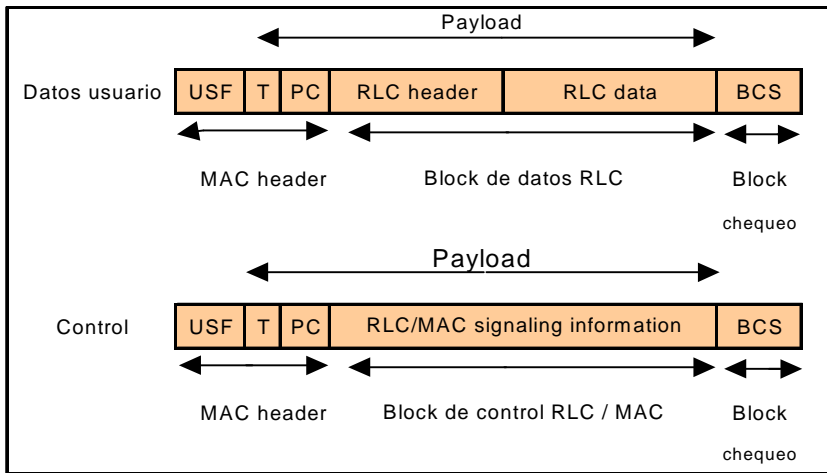 Payload
Datos usuario USF T PC RLC header RLC data BCS
MAC header Block de datos RLC Block
chequeo
Payload
Control USF T PC RLC/MAC signaling information BCS
MAC header Block de control RLC / MAC Block
chequeo